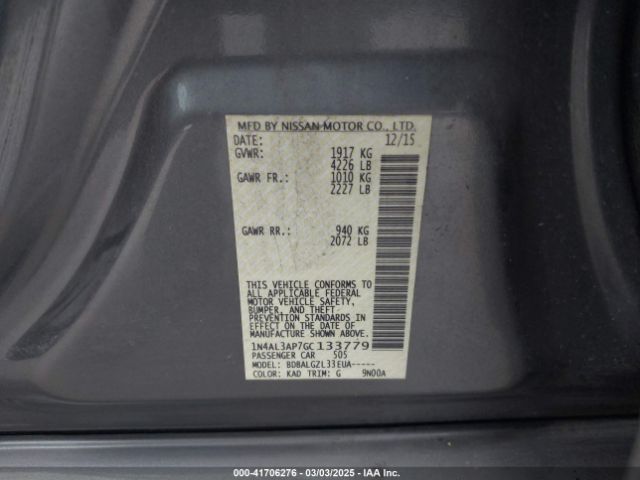 MFD BY NISSAN MOTOR CO., LTD.
DATE: 12/15
GVWR: 1917 KG
4226 LB
GAWR FR.: 1010 KG
2227 LB
GAWR RR.: 940 KG
2072 LB
THIS VEHICLE CONFORMS TO
ALL APPLICABLE FEDERAL
MOTOR VEHICLE SAFETY,
BUMPER, AND THEFT
PREVENTION STANDARDS IN
EFFECT ON THE DATE OF
MANUFACTURE SHOWN ABOVE.
1N4AL3AP7GC133779
PASSENGER CAR 505
MODEL: BDBALGZL33EUA-----
COLOR: KAD TRIM: G 9N00A
000-41706276 - 03/03/2025 - IAA Inc.